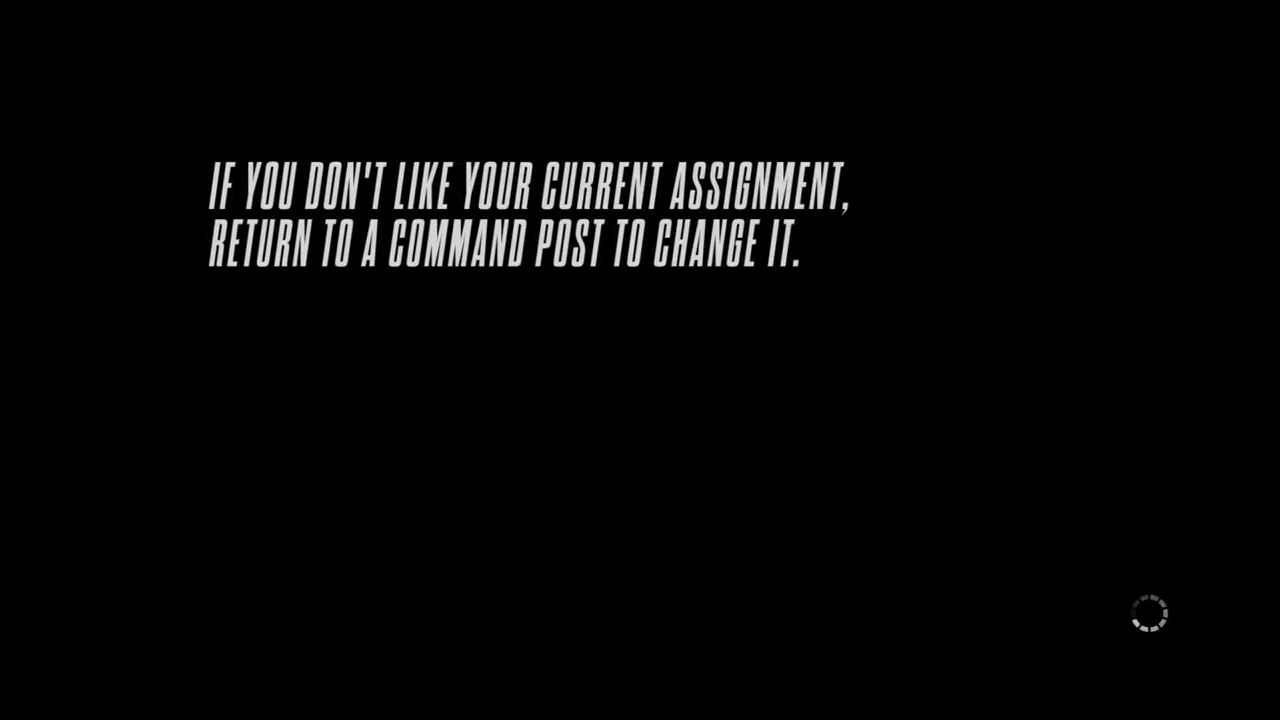 IF YOU DON'T LIKE YOUR CURRENT ASSIGNMENT,
RETURN TO A COMMAND POST TO CHANGE IT.